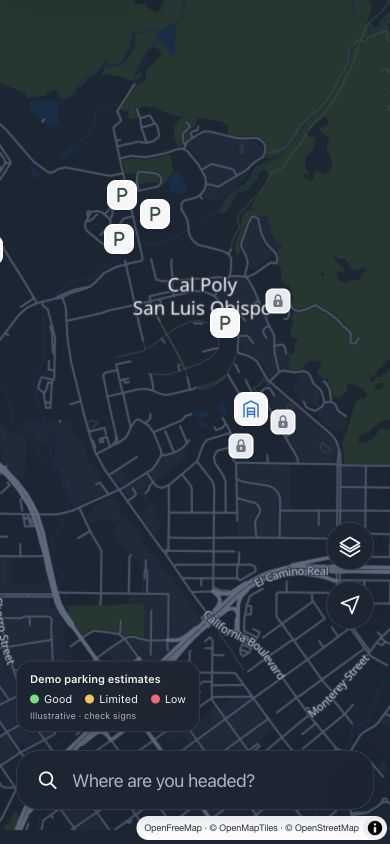 P
P
P
Cal Poly
San Luis Obispo
P
El Camino Real
California Boulevard
Monterey Street
Street
Demo parking estimates
Good Limited Low
Illustrative · check signs
Where are you headed?
OpenFreeMap · © OpenMapTiles · © OpenStreetMap